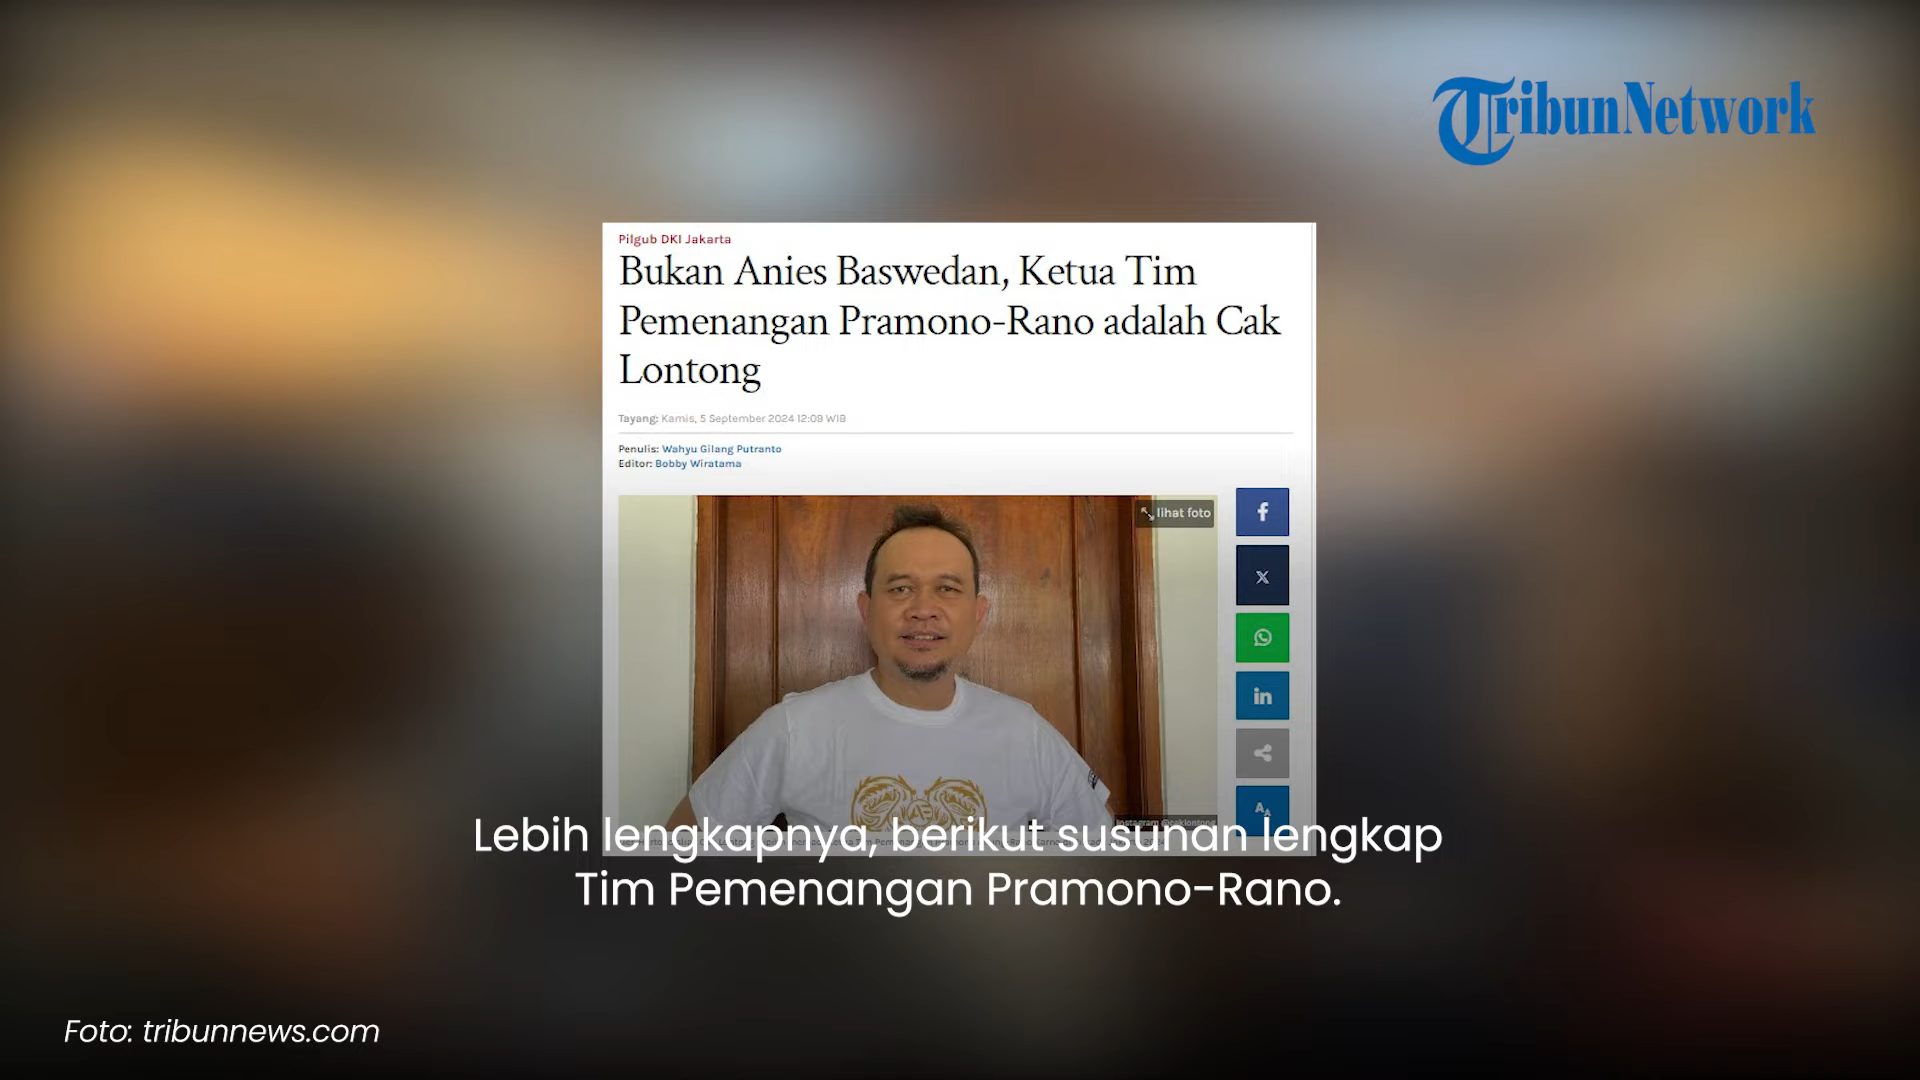 TribunNetwork
Pilgub DKI Jakarta
Bukan Anies Baswedan, Ketua Tim
Pemenangan Pramono-Rano adalah Cak
Lontong
Tayang: Kamis, 5 September 2024 12:09 WIB
Penulis: Wahyu Gilang Putranto
Editor: Bobby Wiratama
lihat foto
Instagram @caklontong
Lebih lengkapnya, berikut susunan lengkap
Tim Pemenangan Pramono-Rano.
Foto: tribunnews.com